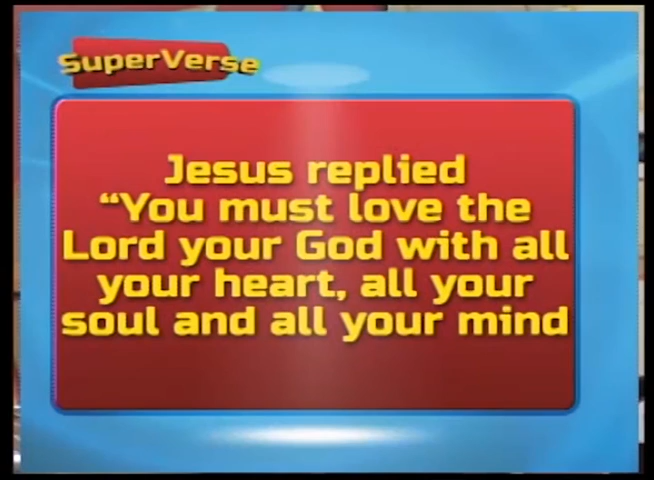 SuperVerse
Jesus replied
“You must love the
Lord your God with all
your heart, all your
soul and all your mind